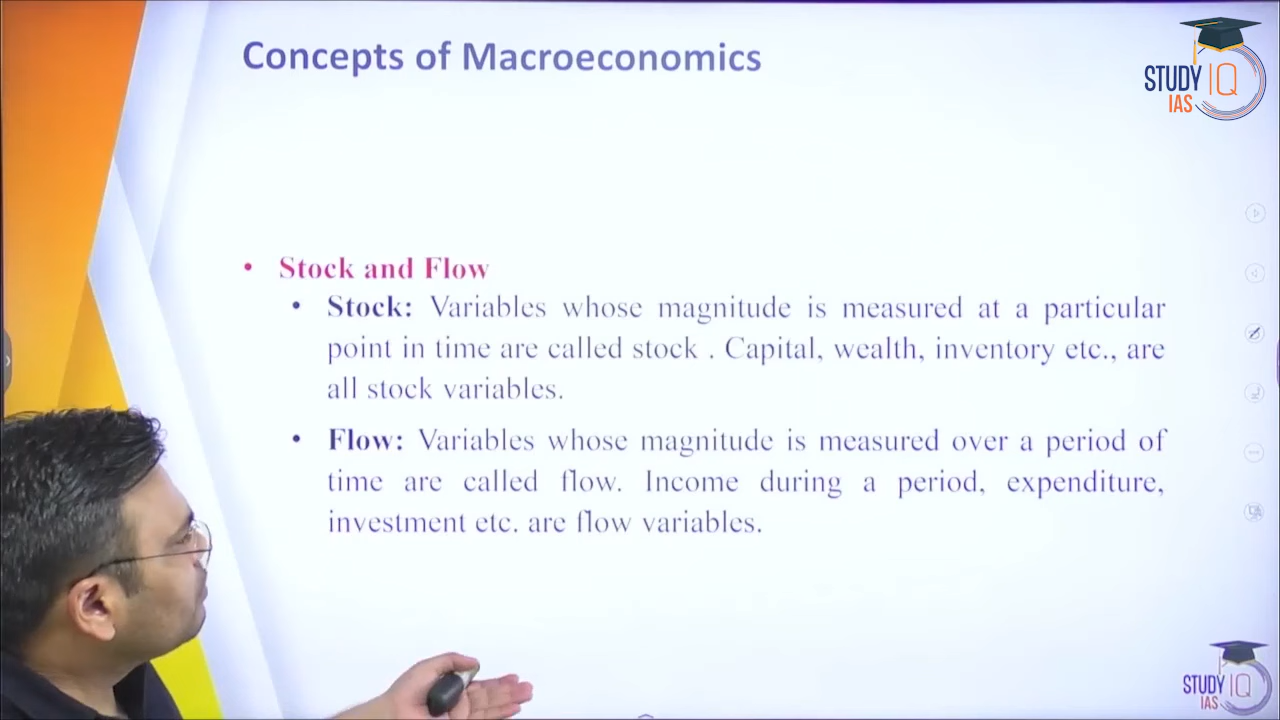 Concepts of Macroeconomics
STUDY IQ
IAS
• Stock and Flow
• Stock: Variables whose magnitude is measured at a particular
point in time are called stock . Capital, wealth, inventory etc., are
all stock variables.
• Flow: Variables whose magnitude is measured over a period of
time are called flow. Income during a period, expenditure,
investment etc. are flow variables.
STUDY IQ
IAS